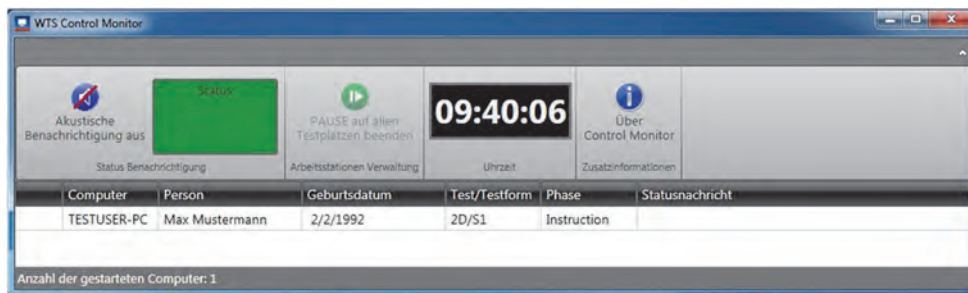 WTS Control Monitor
Akustische
Benachrichtigung aus
Status
PAUSE auf allen
Testplätzen beenden
09:40:06
Über
Control Monitor
Status Benachrichtigung
Arbeitsstationen Verwaltung
Uhrzeit
Zusatzinformationen
Computer Person Geburtsdatum Test/Testform Phase Statusnachricht
TESTUSER-PC Max Mustermann 2/2/1992 2D/S1 Instruction
Anzahl der gestarteten Computer: 1